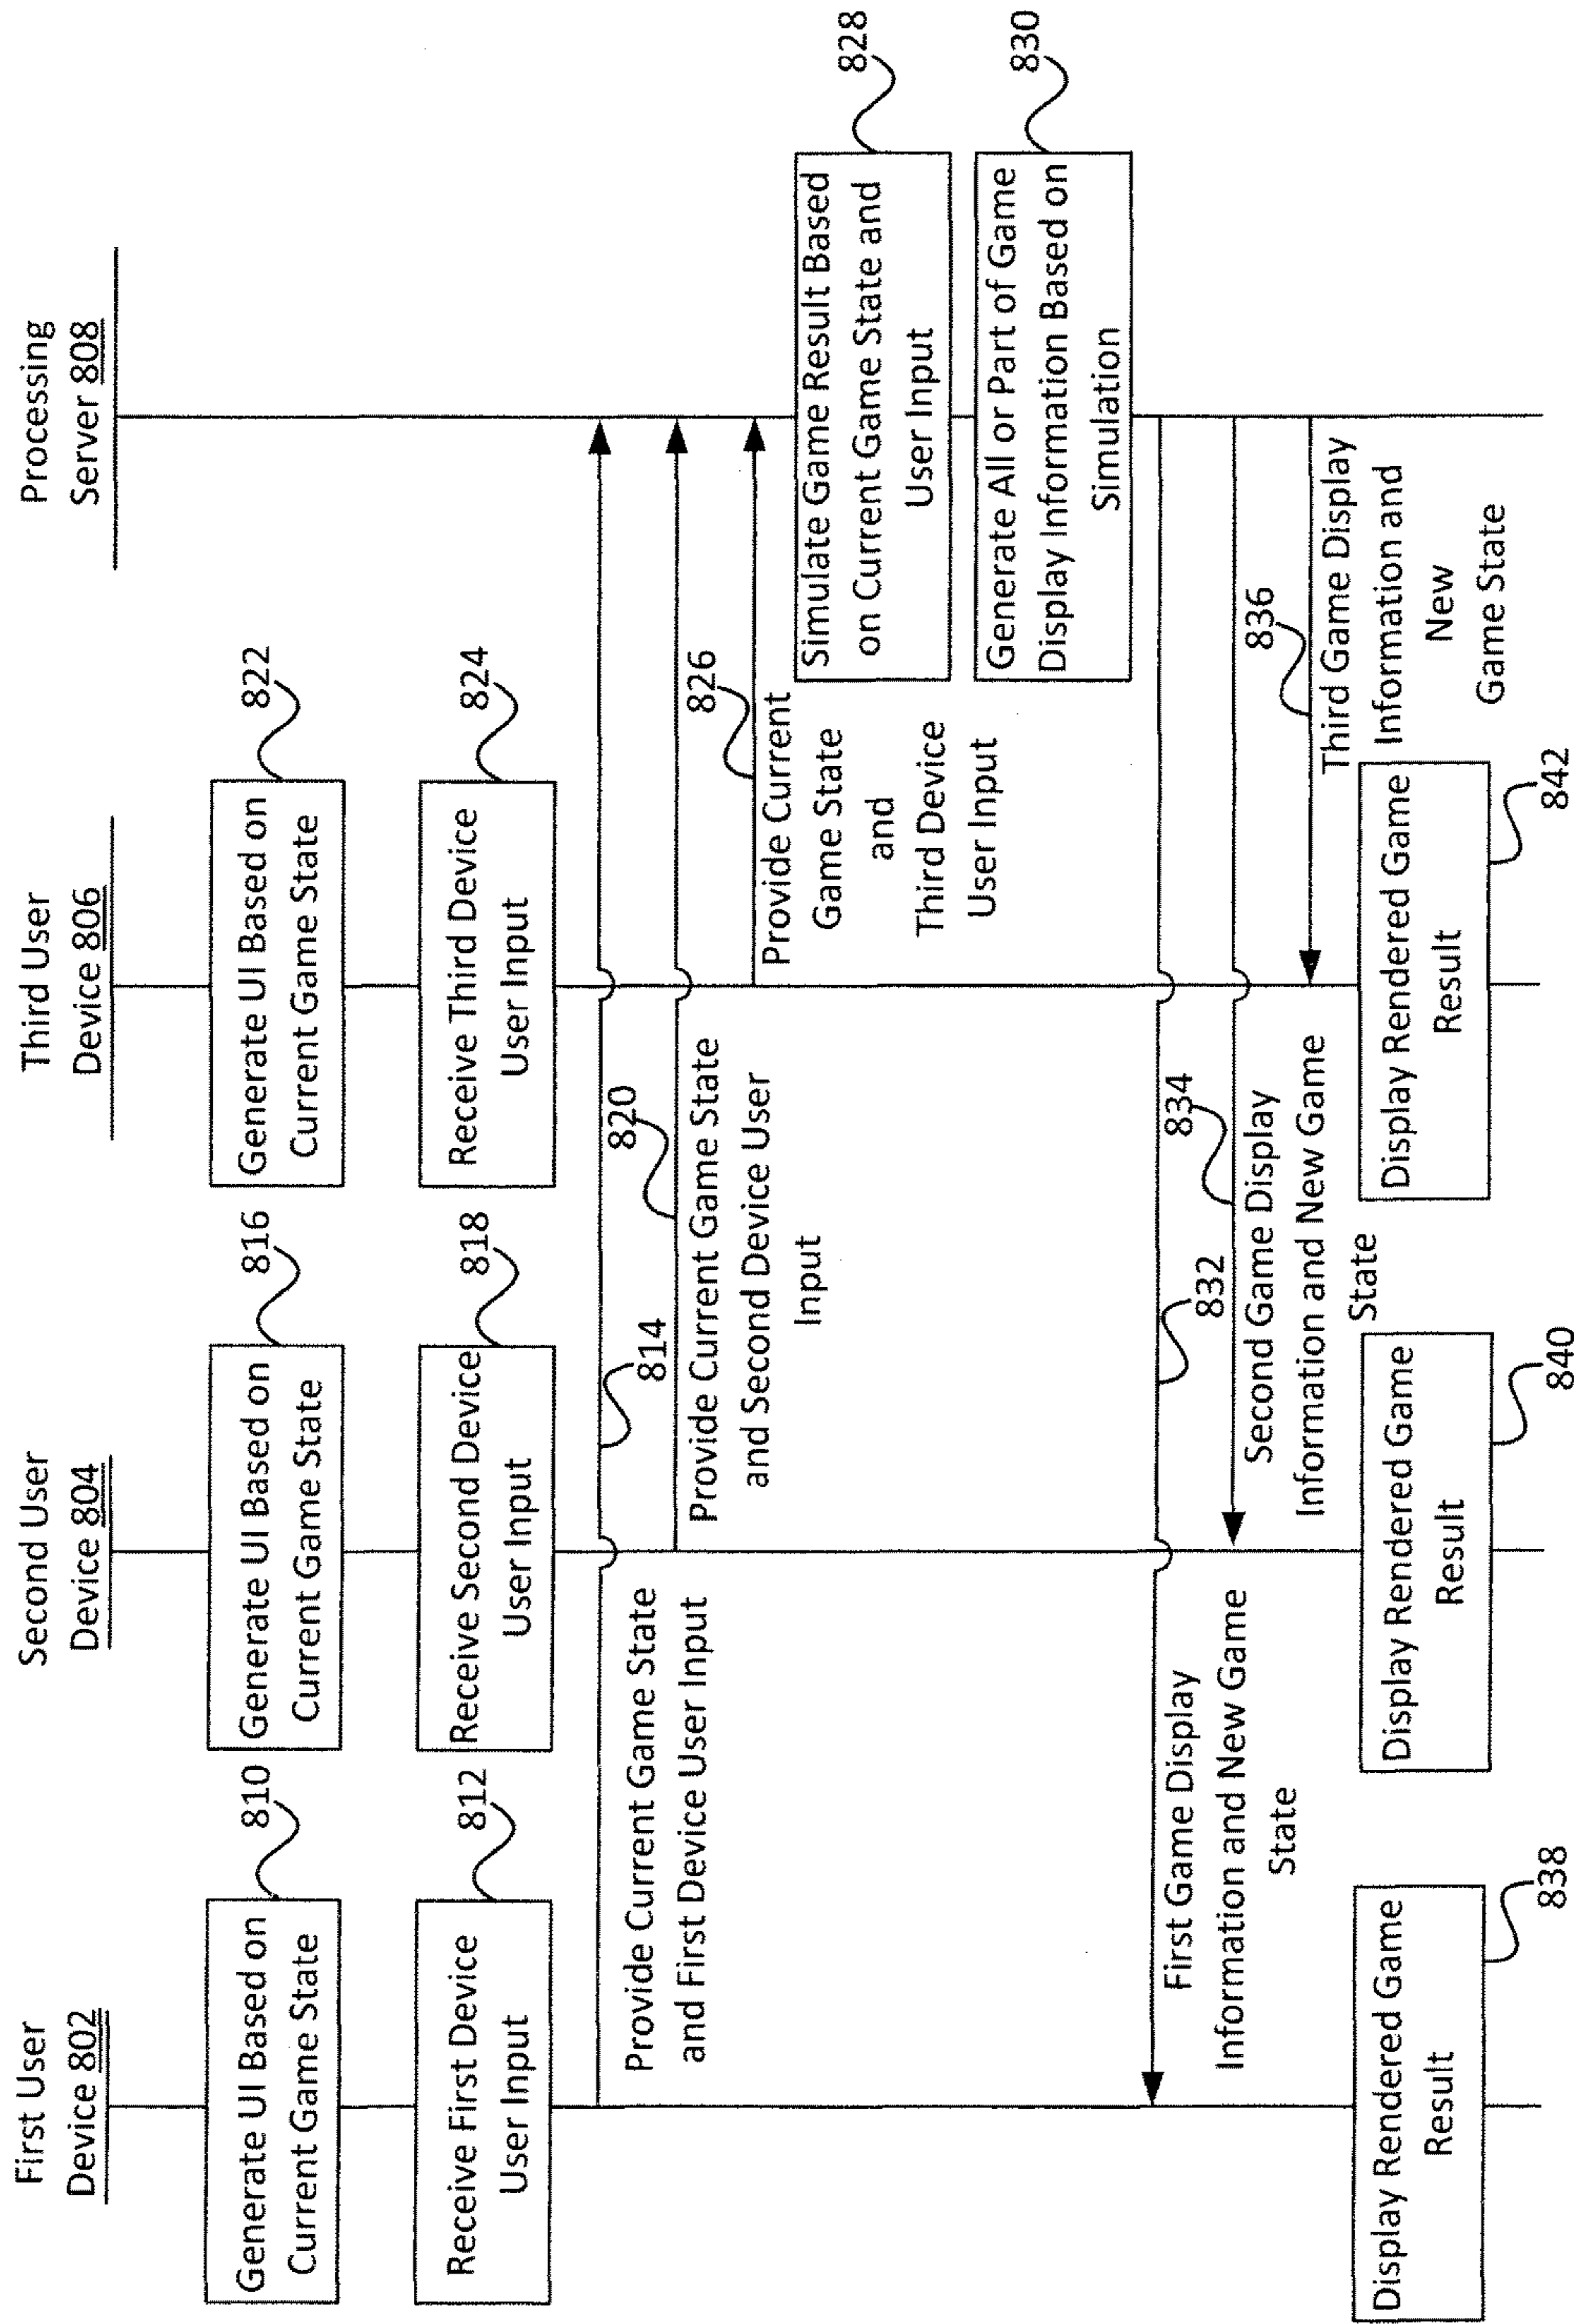 First User
Device 802
Second User
Device 804
Third User
Device 806
Processing
Server 808
Generate UI Based on
Current Game State
810
Generate UI Based on
Current Game State
816
Generate UI Based on
Current Game State
822
Receive First Device
User Input
812
Receive Second Device
User Input
818
Receive Third Device
User Input
824
Provide Current Game State
and First Device User Input
814
Provide Current Game State
and Second Device User
Input
820
Provide Current
Game State
and
Third Device
User Input
826
Simulate Game Result Based
on Current Game State and
User Input
828
Generate All or Part of Game
Display Information Based on
Simulation
830
First Game Display
Information and New Game
State
832
Second Game Display
Information and New Game
State
834
Third Game Display
Information and
New
Game State
836
Display Rendered Game
Result
838
Display Rendered Game
Result
840
Display Rendered Game
Result
842